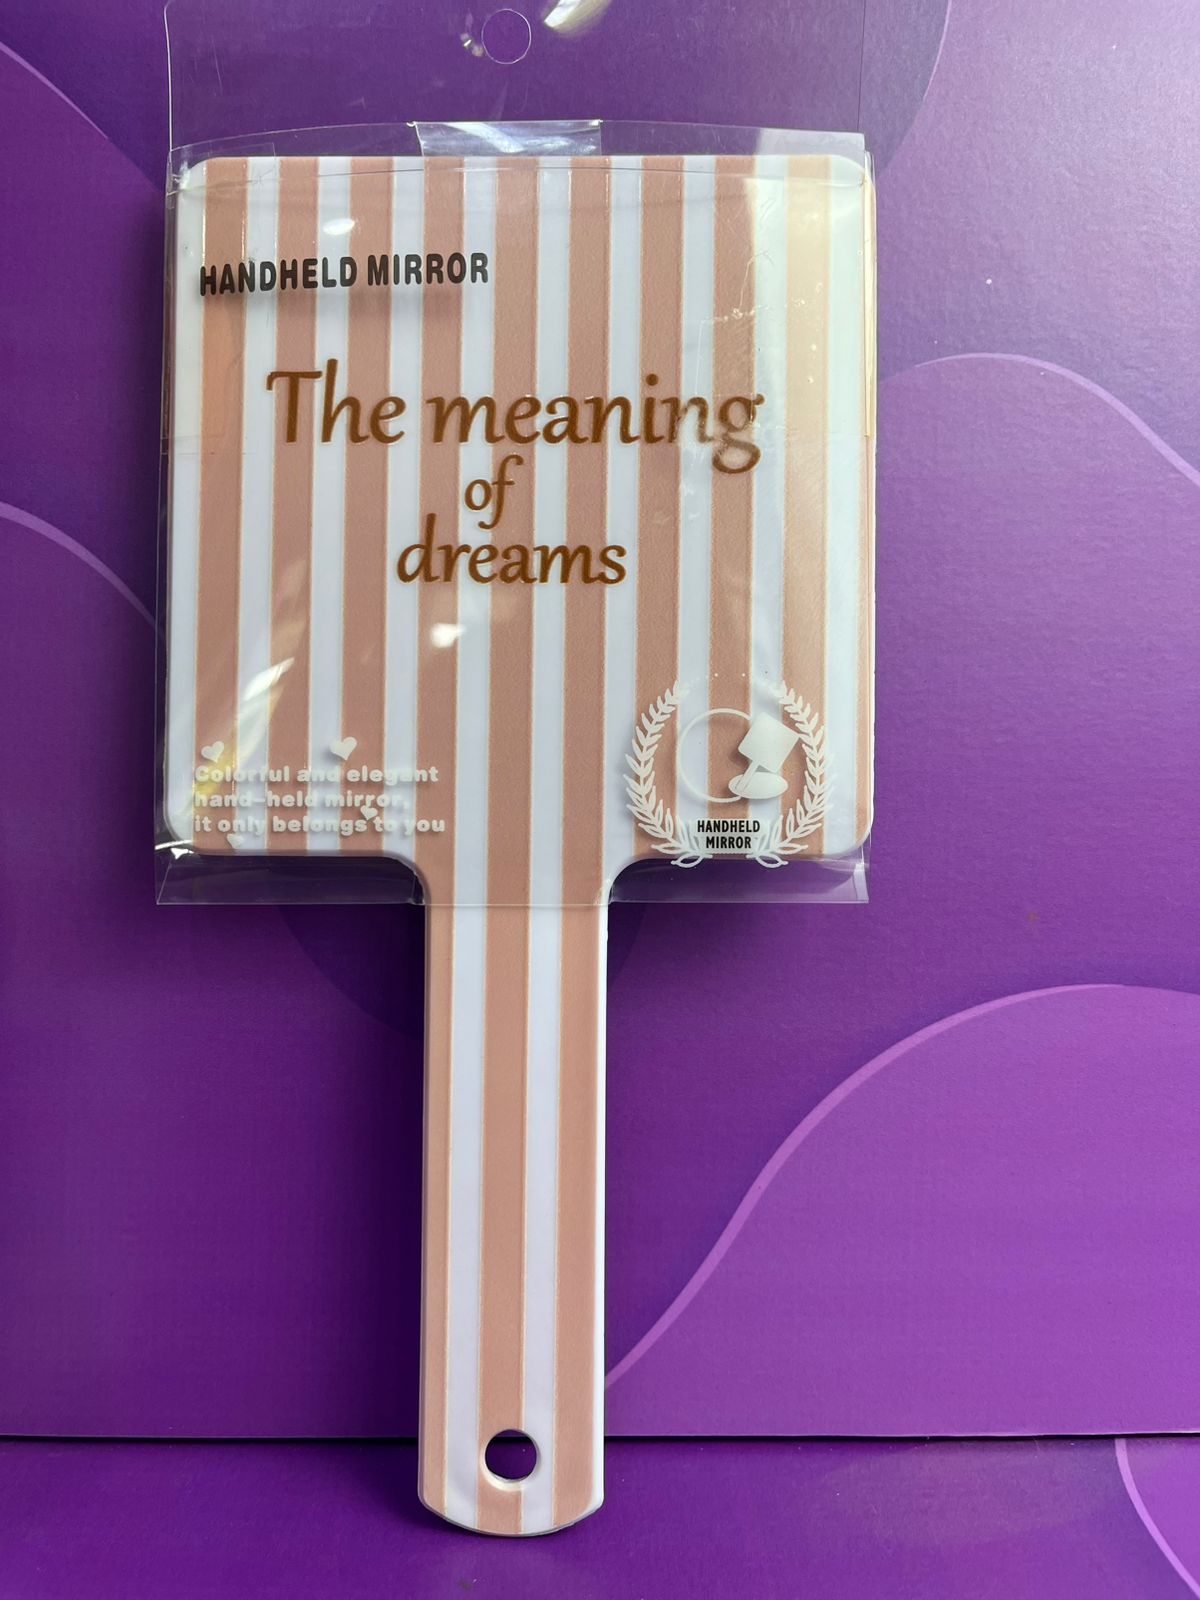 HANDHELD MIRROR
The meaning
of
dreams
Colorful and elegant
hand-held mirror,
it only belongs to you
HANDHELD
MIRROR